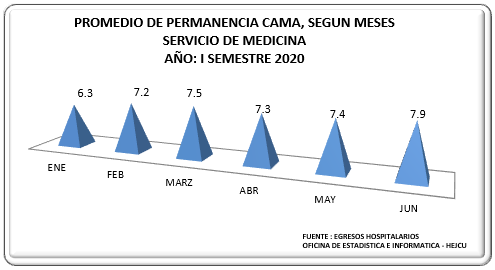 PROMEDIO DE PERMANENCIA CAMA, SEGUN MESES
SERVICIO DE MEDICINA
AÑO: I SEMESTRE 2020
6.3
7.2
7.5
7.3
7.4
7.9
ENE
FEB
MARZ
ABR
MAY
JUN
FUENTE : EGRESOS HOSPITALARIOS
OFICINA DE ESTADISTICA E INFORMATICA - HEJCU